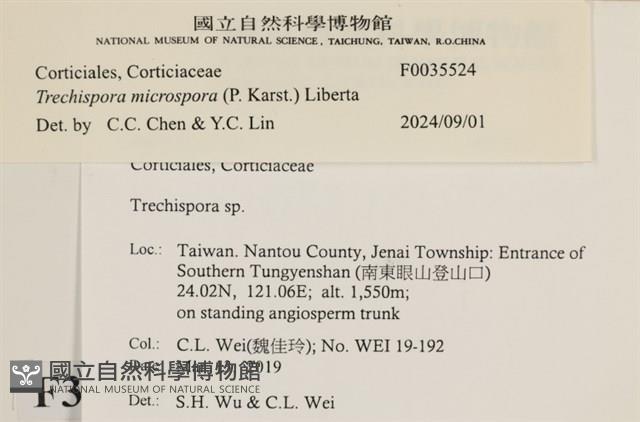 國立自然科學博物館
NATIONAL MUSEUM OF NATURAL SCIENCE, TAICHUNG, TAIWAN, R.O.CHINA
Corticiales, Corticiaceae F0035524
Trechispora microspora (P. Karst.) Liberta
Det. by C.C. Chen & Y.C. Lin 2024/09/01
Corticiales, Corticiaceae
Trechispora sp.
Loc.: Taiwan. Nantou County, Jenai Township: Entrance of
Southern Tungyenshan (南東眼山登山口)
24.02N, 121.06E; alt. 1,550m;
on standing angiosperm trunk
Col.: C.L. Wei(魏佳玲); No. WEI 19-192
2019
國立自然科學博物館
NATIONAL MUSEUM OF NATURAL SCIENCE
F3
Det.: S.H. Wu & C.L. Wei